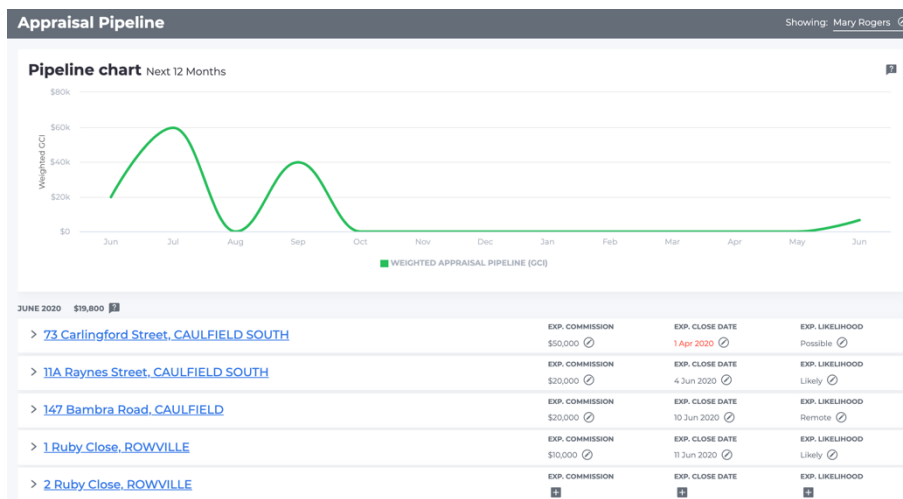 Appraisal Pipeline
Showing: Mary Rogers
Pipeline chart Next 12 Months
?
$80k
$60k
$40k
$20k
$0
Weighted GCI
Jun Jul Aug Sep Oct Nov Dec Jan Feb Mar Apr May Jun
WEIGHTED APPRAISAL PIPELINE (GCI)
JUNE 2020 $19,800 ?
73 Carlingford Street, CAULFIELD SOUTH
EXP. COMMISSION EXP. CLOSE DATE EXP. LIKELIHOOD
$50,000 1 Apr 2020 Possible
11A Raynes Street, CAULFIELD SOUTH
EXP. COMMISSION EXP. CLOSE DATE EXP. LIKELIHOOD
$20,000 4 Jun 2020 Likely
147 Bambra Road, CAULFIELD
EXP. COMMISSION EXP. CLOSE DATE EXP. LIKELIHOOD
$20,000 10 Jun 2020 Remote
1 Ruby Close, ROWVILLE
EXP. COMMISSION EXP. CLOSE DATE EXP. LIKELIHOOD
$10,000 11 Jun 2020 Likely
2 Ruby Close, ROWVILLE
EXP. COMMISSION EXP. CLOSE DATE EXP. LIKELIHOOD